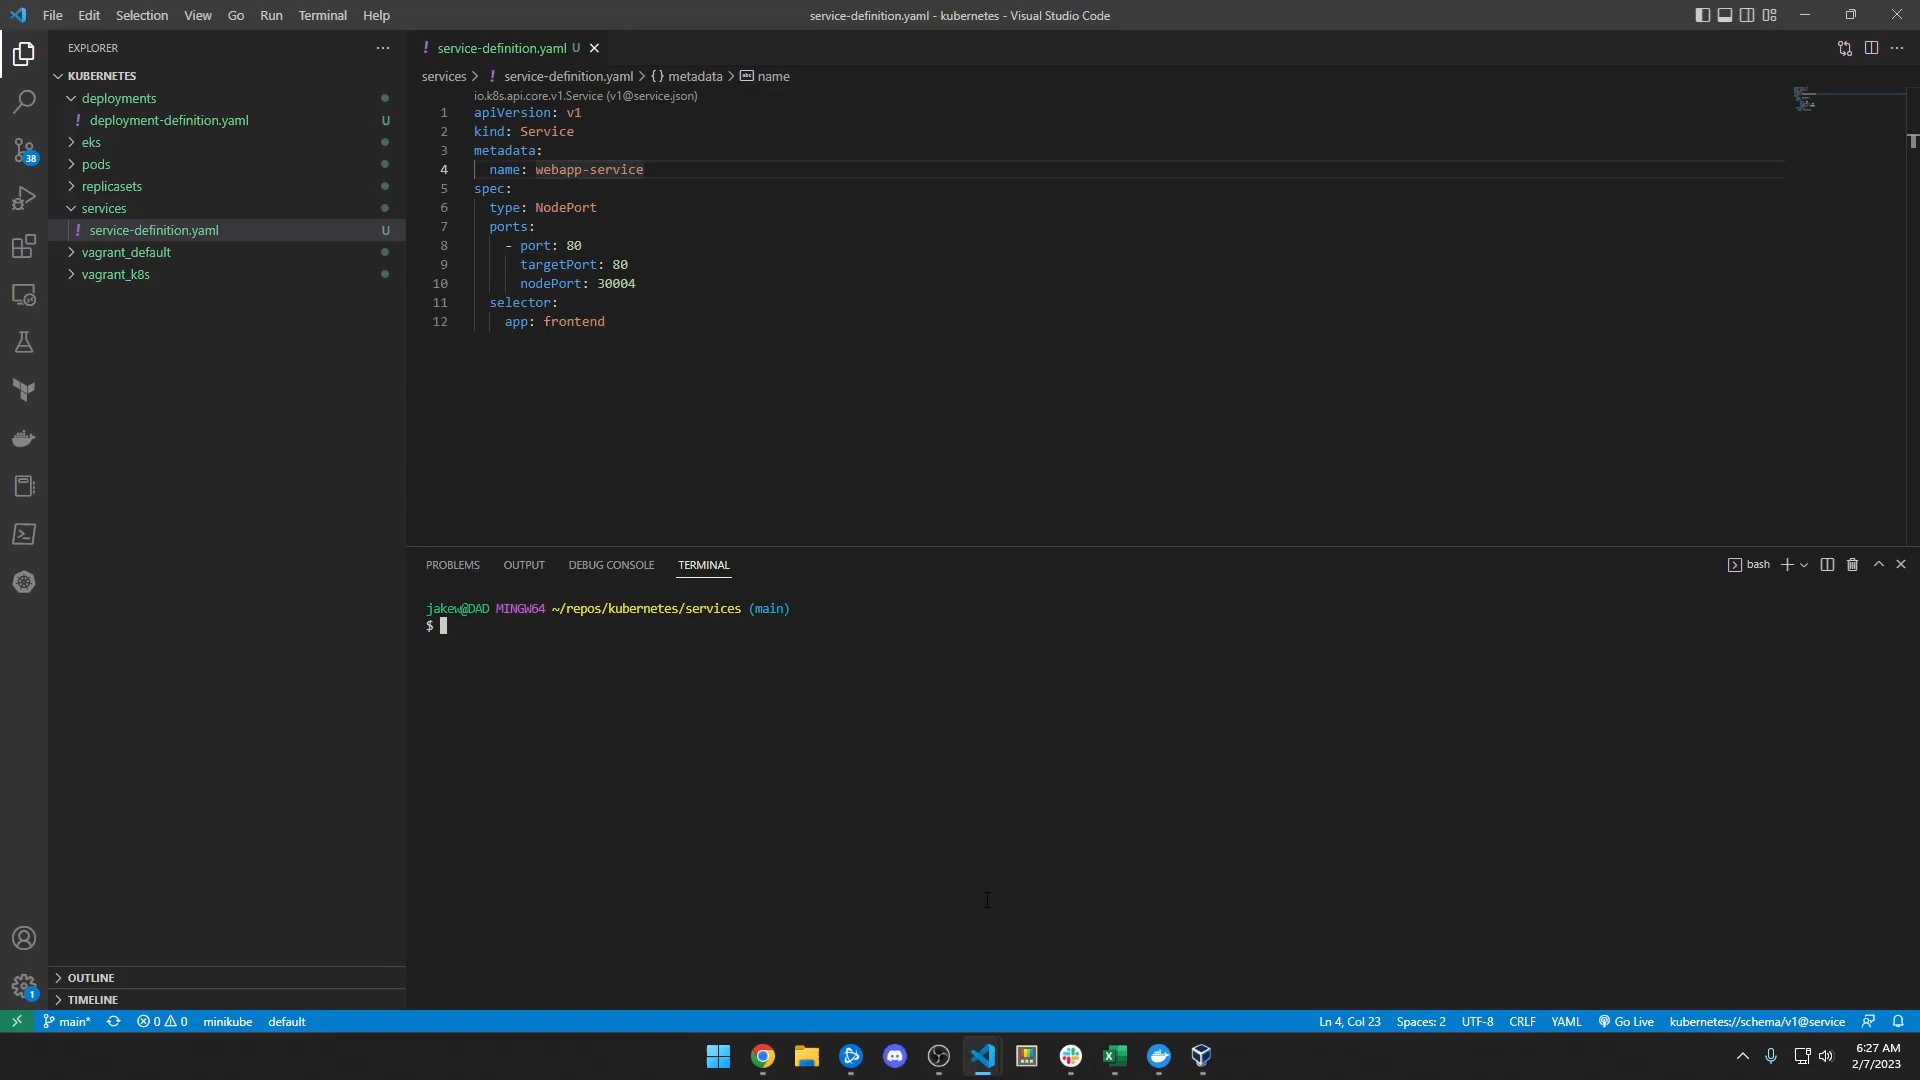 File Edit Selection View Go Run Terminal Help
service-definition.yaml - kubernetes - Visual Studio Code
EXPLORER
KUBERNETES
deployments
! deployment-definition.yaml U
eks
pods
replicasets
services
! service-definition.yaml U
vagrant_default
vagrant_k8s
OUTLINE
TIMELINE
38
1
! service-definition.yaml U
services > ! service-definition.yaml > {} metadata > abc name
io.k8s.api.core.v1.Service (v1@service.json)
1 apiVersion: v1
2 kind: Service
3 metadata:
4   name: webapp-service
5 spec:
6   type: NodePort
7   ports:
8     - port: 80
9       targetPort: 80
10       nodePort: 30004
11   selector:
12     app: frontend
PROBLEMS OUTPUT DEBUG CONSOLE TERMINAL
bash
jakew@DAD MINGW64 ~/repos/kubernetes/services (main)
$
main* 0 0 minikube default
Ln 4, Col 23 Spaces: 2 UTF-8 CRLF YAML Go Live kubernetes://schema/v1@service
6:27 AM
2/7/2023